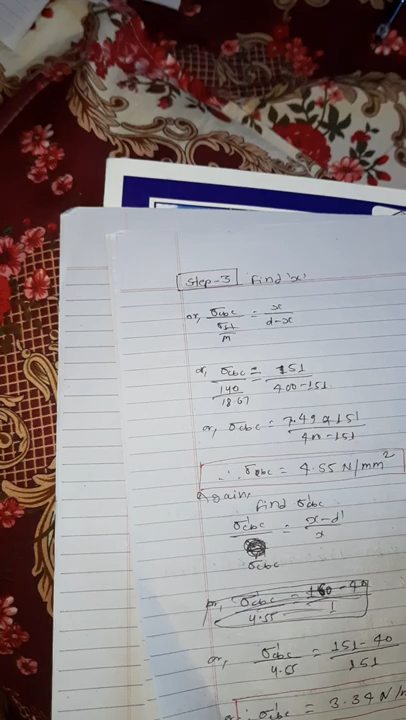 Step-3 Find 'x'
or, σcbc / (σst / m) = x / (d-x)
or, σcbc / (140 / 18.67) = 151 / (400-151)
or, σcbc = 7.49 × 151 / (400-151)
∴ σcbc = 4.55 N/mm²
Again,
Find σ'cbc
σ'cbc / σcbc = (x-d') / x
or, σ'cbc / 4.55 = (151-40) / 151
σ'cbc = 3.34 N/